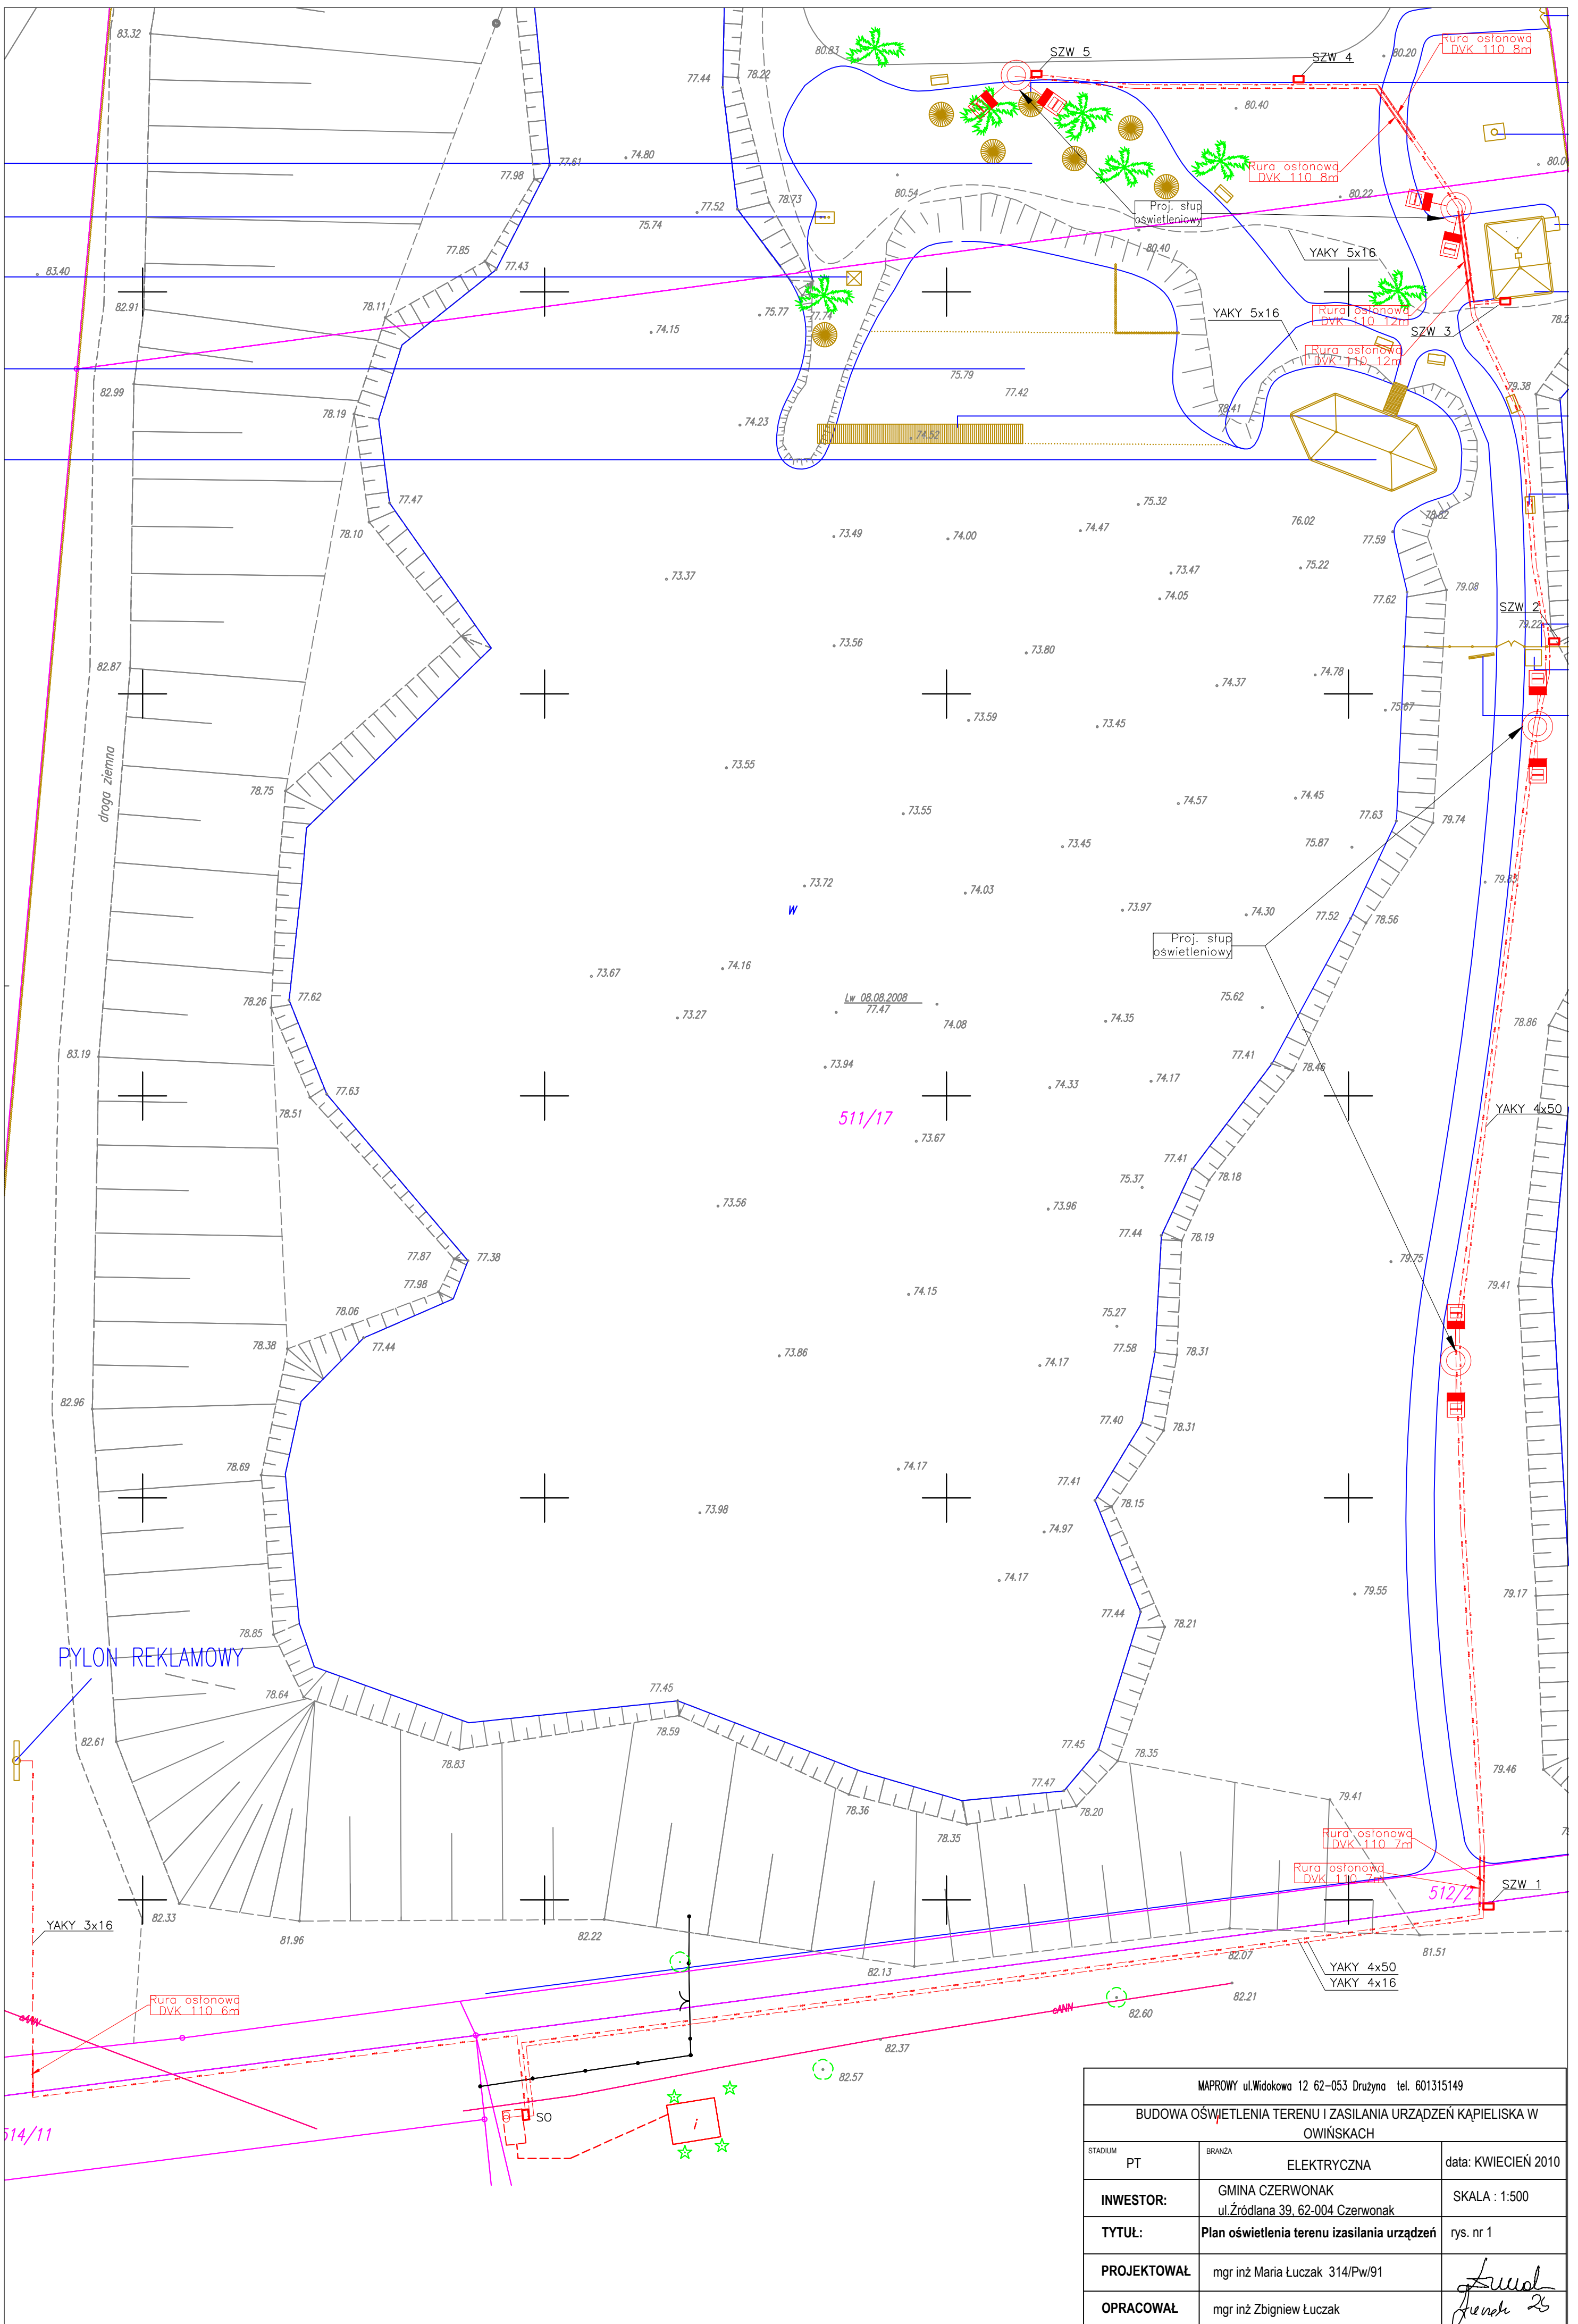 83.32
80.83
SZW 5
SZW 4
80.20
Rura osłonowa
DVK 110 8m
77.44
78.22
80.40
74.80
77.61
77.98
Rura osłonowa
DVK 110 8m
80.54
78.73
77.52
75.74
80.22
Proj. słup
oświetleniowy
77.85
77.43
80.40
YAKY 5x16
83.40
82.91
78.11
75.77
77.74
74.15
YAKY 5x16
Rura osłonowa
DVK 110 12m
SZW 3
Rura osłonowa
DVK 110 12m
75.79
77.42
82.99
79.38
78.19
74.23
78.41
74.52
77.47
78.10
75.32
74.47
76.02
78.82
73.49
74.00
77.59
73.37
73.47
75.22
74.05
77.62
79.08
SZW 2
79.22
73.56
73.80
82.87
74.37
74.78
75.67
73.59
73.45
droga ziemna
73.55
78.75
73.55
74.57
74.45
77.63
79.74
73.45
75.87
73.72
74.03
79.83
w
73.97
74.30
77.52
78.56
Proj. słup
oświetleniowy
73.67
74.16
78.26
77.62
Lw 08.08.2008
77.47
75.62
73.27
74.08
74.35
78.86
83.19
77.41
78.46
73.94
74.33
74.17
77.63
78.51
YAKY 4x50
511/17
73.67
77.41
75.37
78.18
73.56
73.96
77.44
78.19
77.87
77.38
79.75
77.98
74.15
79.41
78.06
75.27
78.38
77.44
73.86
77.58
78.31
74.17
82.96
77.40
78.31
78.69
74.17
77.41
78.15
73.98
74.97
74.17
79.55
79.17
77.44
78.21
78.85
PYLON REKLAMOWY
78.64
77.45
78.59
82.61
78.83
77.45
78.35
77.47
79.46
78.36
78.20
79.41
78.35
Rura osłonowa
DVK 110 7m
Rura osłonowa
DVK 110 7m
512/2
SZW 1
YAKY 3x16
82.33
81.96
82.22
82.13
82.07
81.51
YAKY 4x50
YAKY 4x16
Rura osłonowa
DVK 110 6m
82.21
eANN
82.60
82.37
82.57
SO
i
514/11
MAPROWY ul.Widokowa 12 62-053 Drużyna tel. 601315149
BUDOWA OŚWIETLENIA TERENU I ZASILANIA URZĄDZEŃ KĄPIELISKA W
OWIŃSKACH
STADIUM
PT
BRANŻA
ELEKTRYCZNA
data: KWIECIEŃ 2010
INWESTOR:
GMINA CZERWONAK
ul.Źródlana 39, 62-004 Czerwonak
SKALA : 1:500
TYTUŁ:
Plan oświetlenia terenu izasilania urządzeń
rys. nr 1
PROJEKTOWAŁ
mgr inż Maria Łuczak 314/Pw/91
OPRACOWAŁ
mgr inż Zbigniew Łuczak